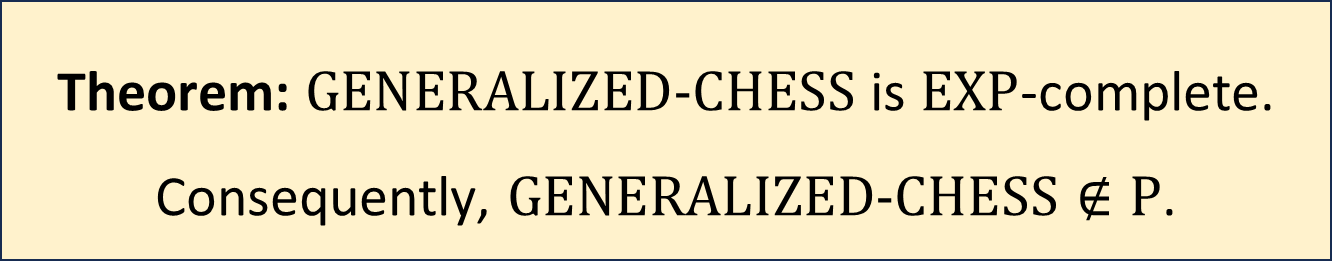 Theorem: GENERALIZED-CHESS is EXP-complete.
Consequently, GENERALIZED-CHESS ∉ P.